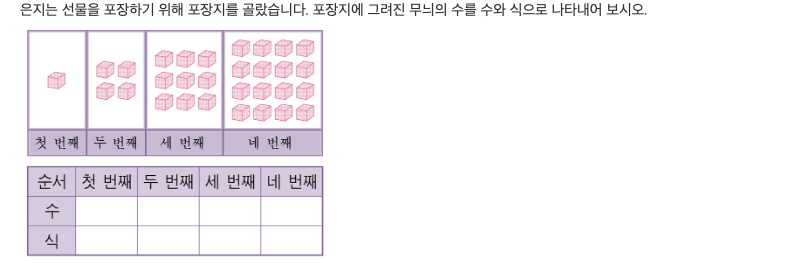 은지는 선물을 포장하기 위해 포장지를 골랐습니다. 포장지에 그려진 무늬의 수를 수와 식으로 나타내어 보시오.
첫 번째 두 번째 세 번째 네 번째
순서 첫 번째 두 번째 세 번째 네 번째
수
식